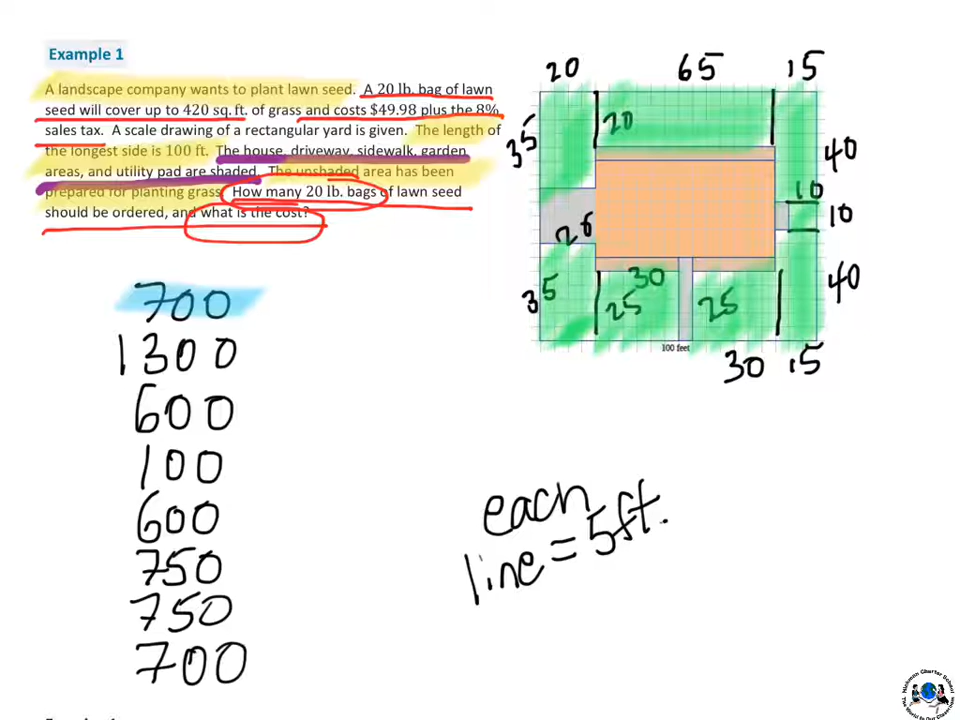 Example 1
A landscape company wants to plant lawn seed. A 20 lb. bag of lawn
seed will cover up to 420 sq. ft. of grass and costs $49.98 plus the 8%
sales tax. A scale drawing of a rectangular yard is given. The length of
the longest side is 100 ft. The house, driveway, sidewalk, garden
areas, and utility pad are shaded. The unshaded area has been
prepared for planting grass. How many 20 lb. bags of lawn seed
should be ordered, and what is the cost?
20 65 15
35 20 40
10
26 10
35 25 30 25 40
100 feet
30 15
700
1300
600
100
600
750
750
700
each
line = 5ft.